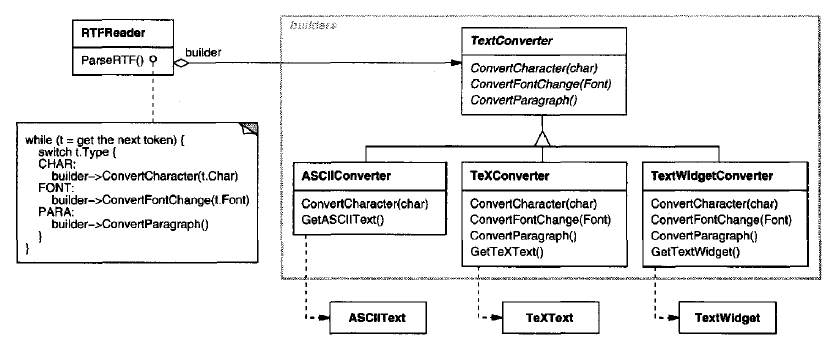 builders
RTFReader
ParseRTF()
builder
TextConverter
ConvertCharacter(char)
ConvertFontChange(Font)
ConvertParagraph()
while (t = get the next token) {
switch t.Type {
CHAR:
builder->ConvertCharacter(t.Char)
FONT:
builder->ConvertFontChange(t.Font)
PARA:
builder->ConvertParagraph()
}
}
ASCIIConverter
ConvertCharacter(char)
GetASCIIText()
TeXConverter
ConvertCharacter(char)
ConvertFontChange(Font)
ConvertParagraph()
GetTeXText()
TextWidgetConverter
ConvertCharacter(char)
ConvertFontChange(Font)
ConvertParagraph()
GetTextWidget()
ASCIIText
TeXText
TextWidget